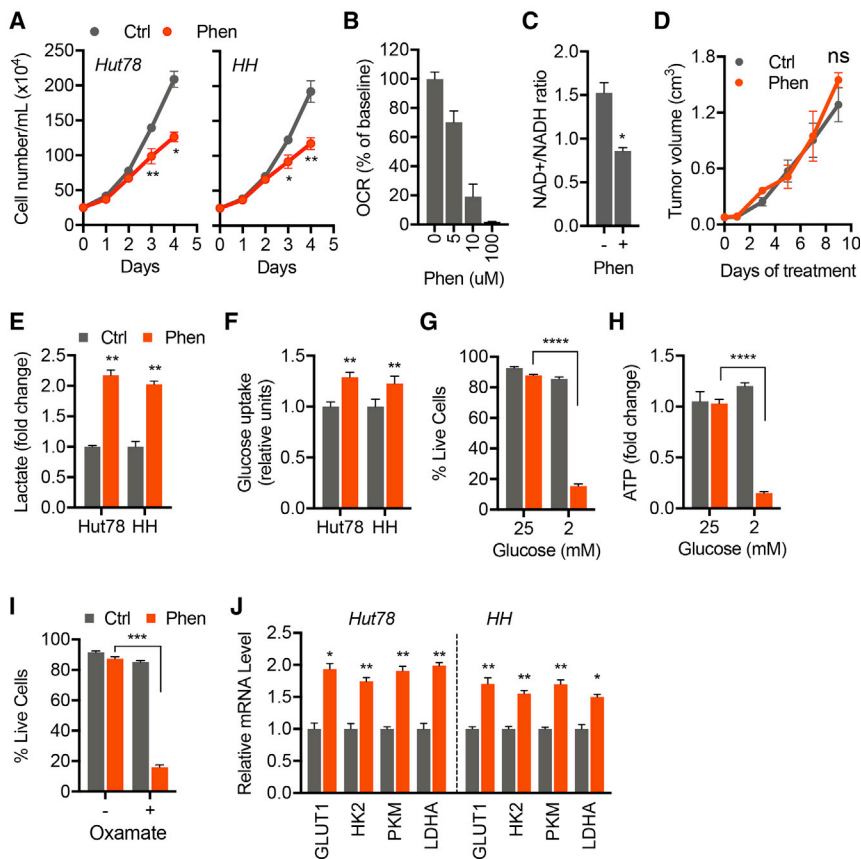 A
Ctrl Phen
Cell number/mL (x10⁴)
250
200
150
100
50
0
Hut78
**
*
0 1 2 3 4 5
Days
HH
*
**
0 1 2 3 4 5
Days
B
OCR (% of baseline)
120
100
80
60
40
20
0
0 5 10 100
Phen (uM)
C
NAD+/NADH ratio
2.0
1.5
1.0
0.5
0.0
*
- +
Phen
D
Tumor volume (cm³)
1.8
1.2
0.6
0.0
Ctrl
Phen
ns
0 2 4 6 8 10
Days of treatment
E
Ctrl Phen
Lactate (fold change)
2.5
2.0
1.5
1.0
0.5
0.0
** **
Hut78 HH
F
Glucose uptake
(relative units)
1.5
1.0
0.5
0.0
** **
Hut78 HH
G
% Live Cells
100
80
60
40
20
0
****
25 2
Glucose (mM)
H
ATP (fold change)
1.5
1.0
0.5
0.0
****
25 2
Glucose (mM)
I
Ctrl Phen
% Live Cells
100
80
60
40
20
0
***
- +
Oxamate
J
Hut78 HH
Relative mRNA Level
2.5
2.0
1.5
1.0
0.5
0.0
* ** ** ** ** ** ** *
GLUT1 HK2 PKM LDHA GLUT1 HK2 PKM LDHA